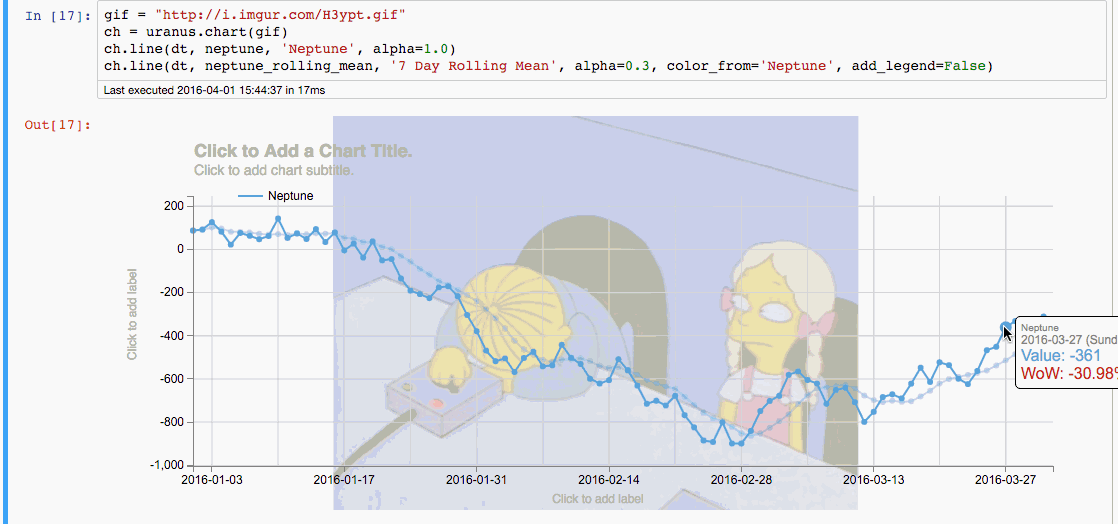 In [17]: gif = "http://i.imgur.com/H3ypt.gif"
ch = uranus.chart(gif)
ch.line(dt, neptune, 'Neptune', alpha=1.0)
ch.line(dt, neptune_rolling_mean, '7 Day Rolling Mean', alpha=0.3, color_from='Neptune', add_legend=False)
Last executed 2016-04-01 15:44:37 in 17ms
Out[17]:
Click to Add a Chart Title.
Click to add chart subtitle.
Neptune
200
0
-200
-400
-600
-800
-1,000
Click to add label
Neptune
2016-03-27 (Sund
Value: -361
WoW: -30.98%
2016-01-03 2016-01-17 2016-01-31 2016-02-14 2016-02-28 2016-03-13 2016-03-27
Click to add label